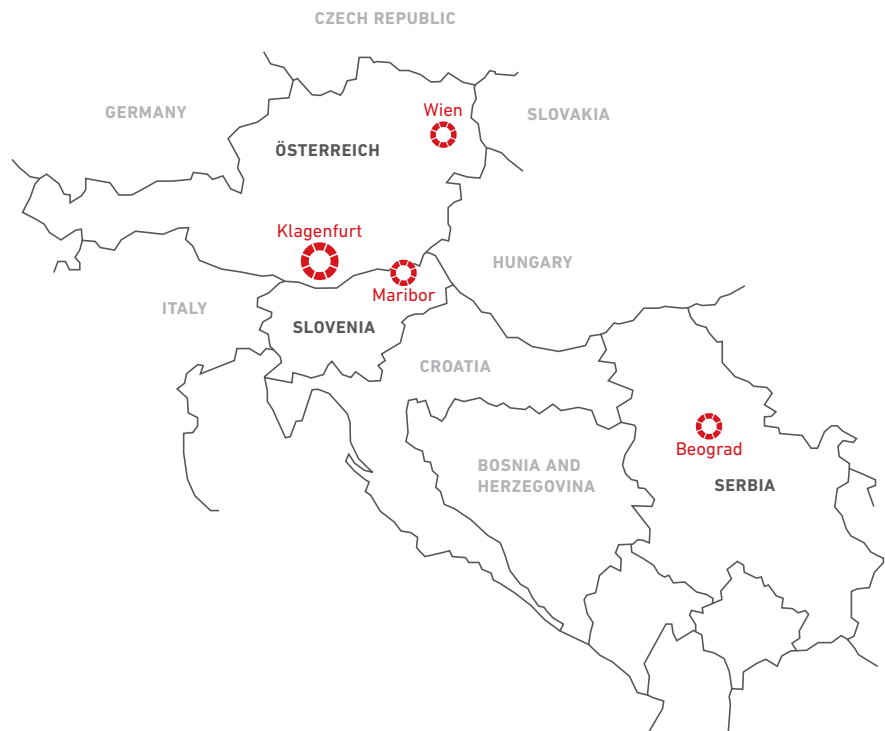 CZECH REPUBLIC
GERMANY
Wien
SLOVAKIA
ÖSTERREICH
Klagenfurt
HUNGARY
Maribor
ITALY
SLOVENIA
CROATIA
Beograd
BOSNIA AND
HERZEGOVINA
SERBIA